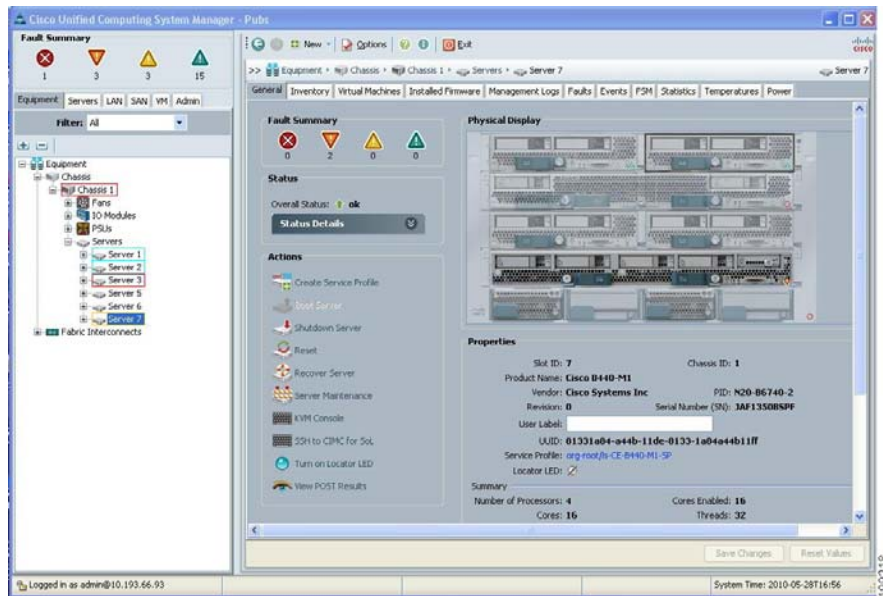 Cisco Unified Computing System Manager - Pubs
Fault Summary
1 3 3 15
Equipment Servers LAN SAN VM Admin
Filter: All
Equipment
Chassis
Chassis 1
Fans
IO Modules
PSUs
Servers
Server 1
Server 2
Server 3
Server 5
Server 6
Server 7
Fabric Interconnects
New Options Exit
cisco
>> Equipment Chassis Chassis 1 Servers Server 7 Server 7
General Inventory Virtual Machines Installed Firmware Management Logs Faults Events FSM Statistics Temperatures Power
Fault Summary
0 2 0 0
Status
Overall Status: ok
Status Details
Actions
Create Service Profile
Boot Server
Shutdown Server
Reset
Recover Server
Server Maintenance
KVM Console
SSH to CIMC for SoL
Turn on Locator LED
View POST Results
Physical Display
Properties
Slot ID: 7 Chassis ID: 1
Product Name: Cisco B440-M1
Vendor: Cisco Systems Inc PID: N20-B6740-2
Revision: 0 Serial Number (SN): JAF1350BSPF
User Label:
UUID: 01331a04-a44b-11de-0133-1a04a44b11ff
Service Profile: org-root/ls-CE-B440-M1-SP
Locator LED:
Summary
Number of Processors: 4 Cores Enabled: 16
Cores: 16 Threads: 32
Save Changes Reset Values
Logged in as admin@10.193.66.93
System Time: 2010-05-28T16:56